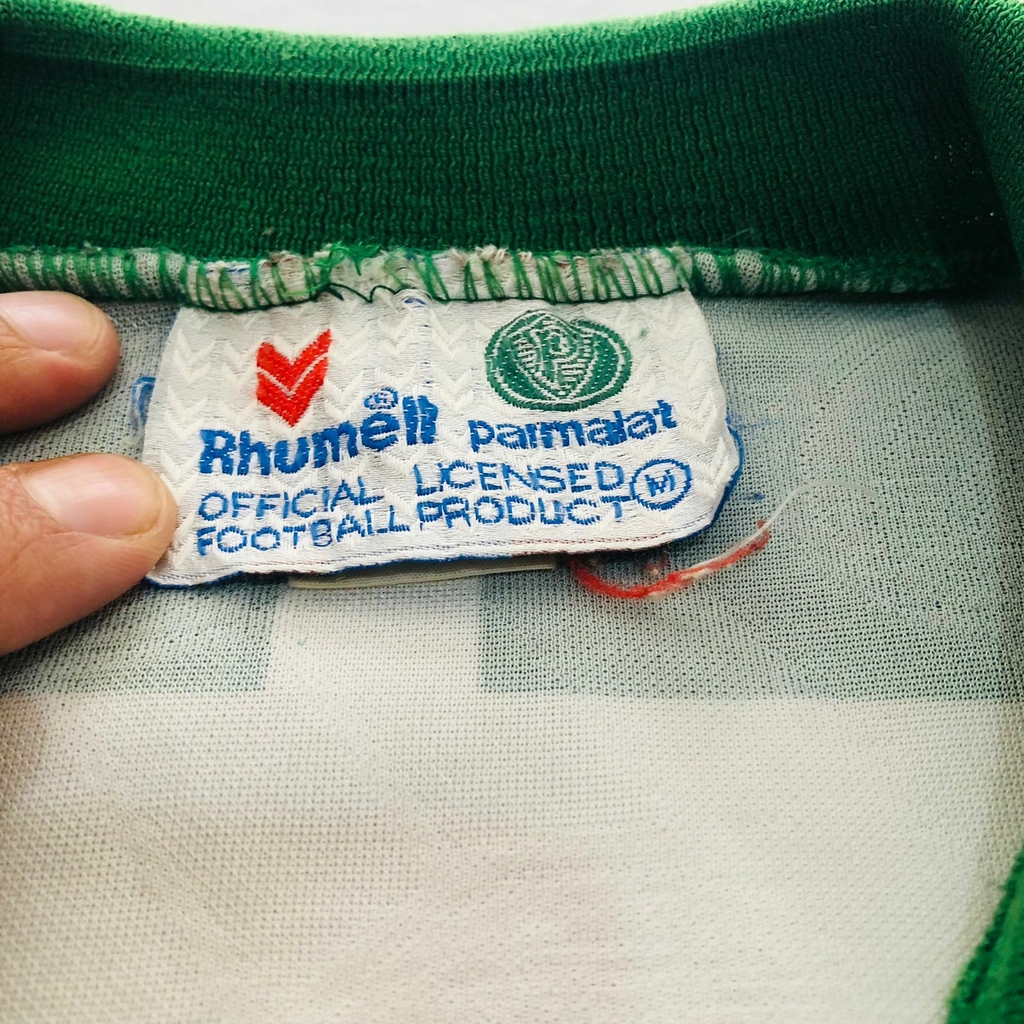 Rhumell® parmalat
OFFICIAL LICENSED
FOOTBALL PRODUCT M